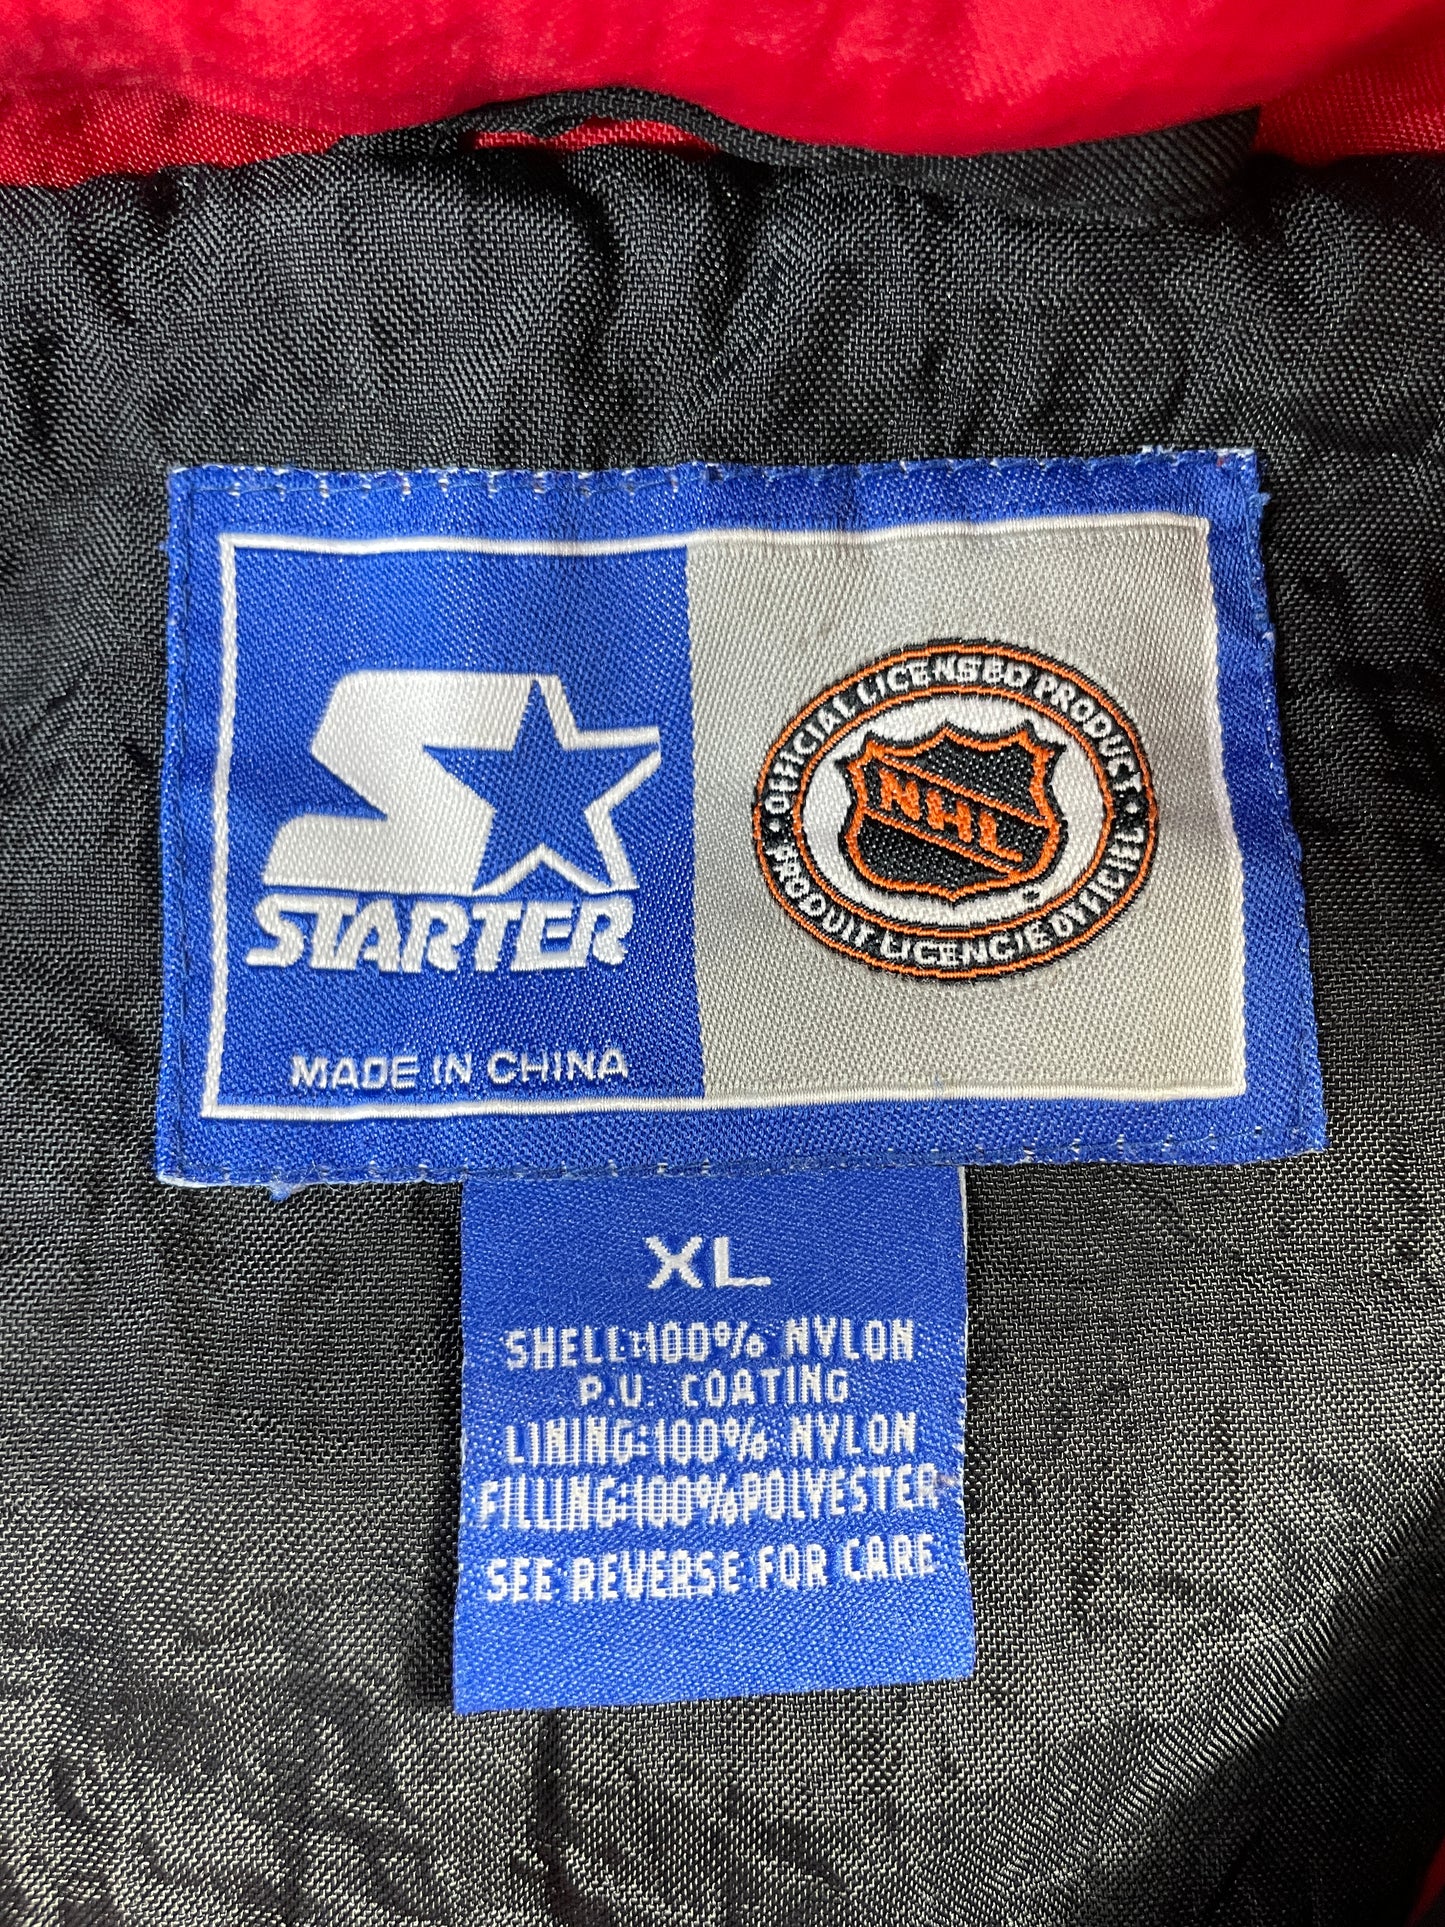 STARTER
MADE IN CHINA
• OFFICIAL LICENSED PRODUCT •
NHL
PRODUIT LICENCIE OFFICIEL
XL
SHELL:100% NYLON
P.U. COATING
LINING:100% NYLON
FILLING:100%POLYESTER
SEE REVERSE FOR CARE